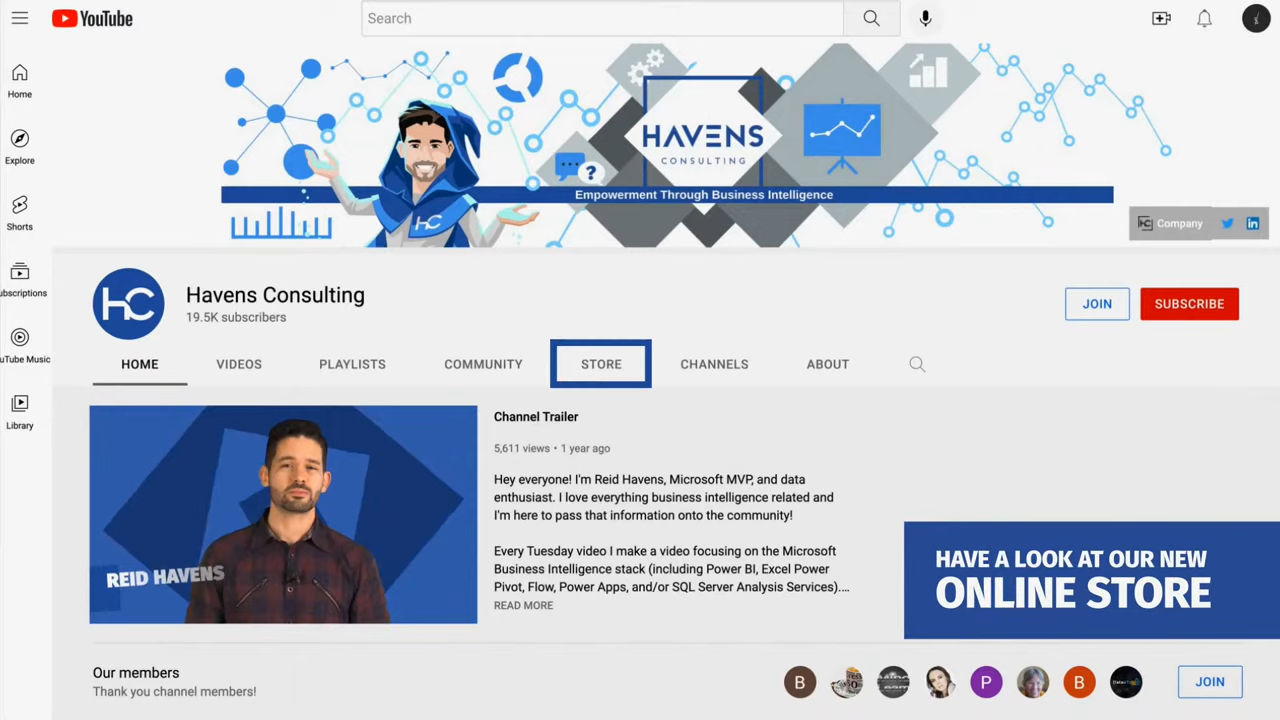 YouTube
Search
Home
Explore
Shorts
ubscriptions
uTube Music
Library
HAVENS
CONSULTING
?
HC
Empowerment Through Business Intelligence
HC Company
in
HC
Havens Consulting
19.5K subscribers
JOIN
SUBSCRIBE
HOME
VIDEOS
PLAYLISTS
COMMUNITY
STORE
CHANNELS
ABOUT
REID HAVENS
Channel Trailer
5,611 views • 1 year ago
Hey everyone! I'm Reid Havens, Microsoft MVP, and data
enthusiast. I love everything business intelligence related and
I'm here to pass that information onto the community!
Every Tuesday video I make a video focusing on the Microsoft
Business Intelligence stack (including Power BI, Excel Power
Pivot, Flow, Power Apps, and/or SQL Server Analysis Services)....
READ MORE
HAVE A LOOK AT OUR NEW
ONLINE STORE
Our members
Thank you channel members!
B
P
B
JOIN